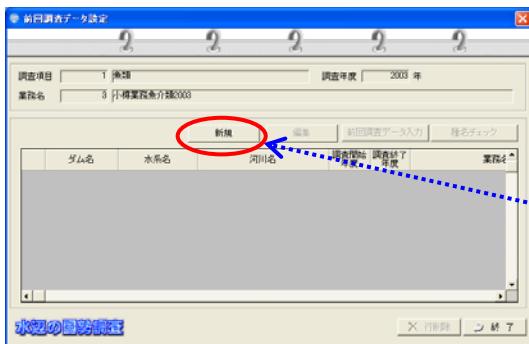 前回調査データ設定
調査項目 1 魚類 調査年度 2003 年
業務名 3 小樽業務魚介類2003
新規 編集 前回調査データ入力 種名チェック
ダム名 水系名 河川名 調査開始年度 調査終了年度 業務名
水辺の国勢調査 行削除 終 了